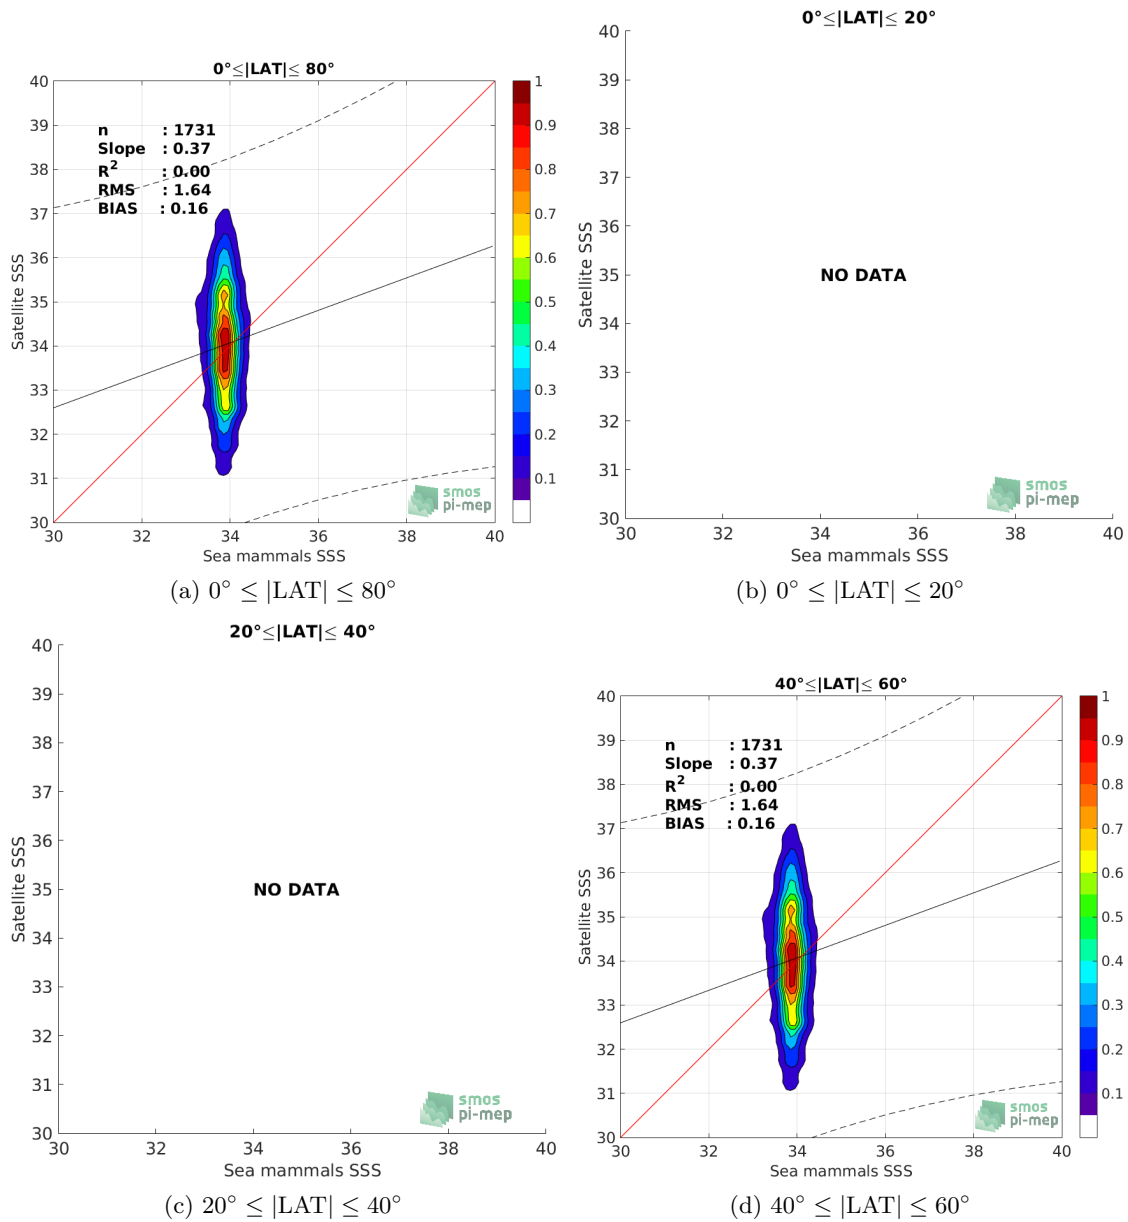 0°≤|LAT|≤ 80°
40
39
38
37
36
35
34
33
32
31
30
n : 1731
Slope : 0.37
R² : 0.00
RMS : 1.64
BIAS : 0.16
Satellite SSS
30 32 34 36 38 40
Sea mammals SSS
1
0.9
0.8
0.7
0.6
0.5
0.4
0.3
0.2
0.1
smos
pi-mep
(a) 0° ≤ |LAT| ≤ 80°
0°≤|LAT|≤ 20°
40
39
38
37
36
35
34
33
32
31
30
Satellite SSS
NO DATA
smos
pi-mep
30 32 34 36 38 40
Sea mammals SSS
(b) 0° ≤ |LAT| ≤ 20°
20°≤|LAT|≤ 40°
40
39
38
37
36
35
34
33
32
31
30
Satellite SSS
NO DATA
smos
pi-mep
30 32 34 36 38 40
Sea mammals SSS
(c) 20° ≤ |LAT| ≤ 40°
40°≤|LAT|≤ 60°
40
39
38
37
36
35
34
33
32
31
30
n : 1731
Slope : 0.37
R² : 0.00
RMS : 1.64
BIAS : 0.16
Satellite SSS
30 32 34 36 38 40
Sea mammals SSS
1
0.9
0.8
0.7
0.6
0.5
0.4
0.3
0.2
0.1
smos
pi-mep
(d) 40° ≤ |LAT| ≤ 60°